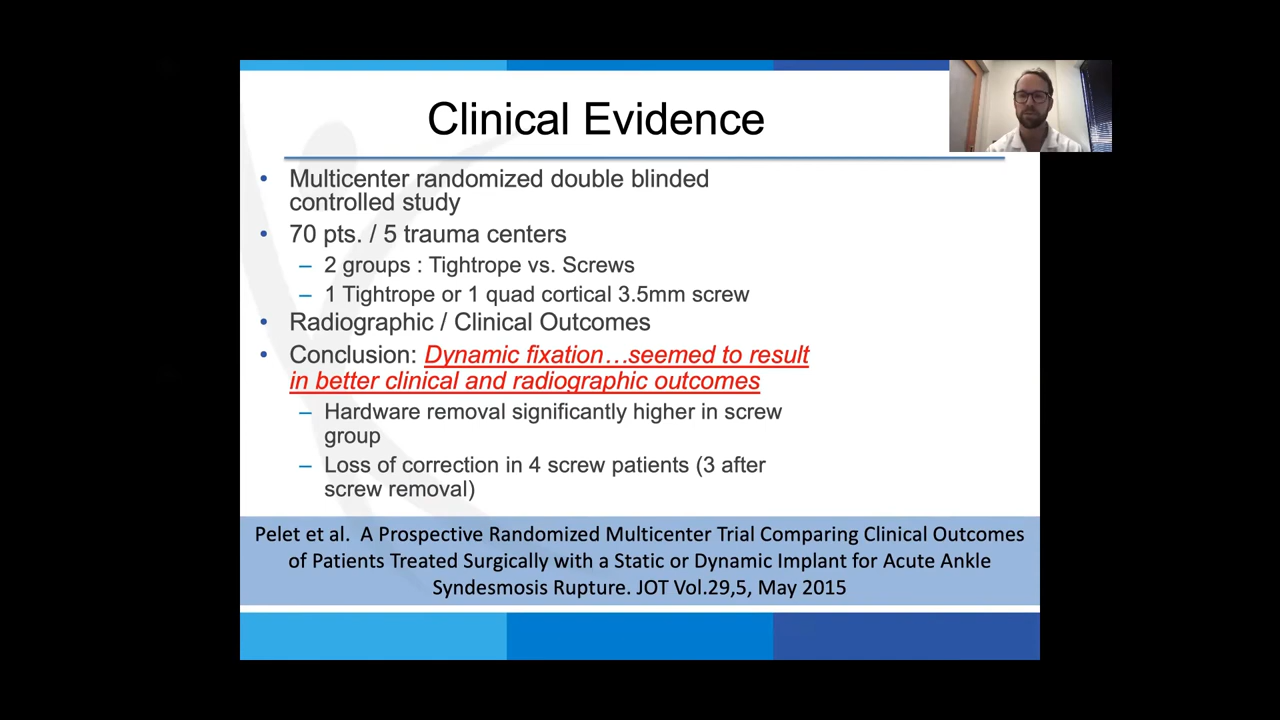 Clinical Evidence
• Multicenter randomized double blinded
controlled study
• 70 pts. / 5 trauma centers
– 2 groups : Tightrope vs. Screws
– 1 Tightrope or 1 quad cortical 3.5mm screw
• Radiographic / Clinical Outcomes
• Conclusion: Dynamic fixation…seemed to result
in better clinical and radiographic outcomes
– Hardware removal significantly higher in screw
group
– Loss of correction in 4 screw patients (3 after
screw removal)
Pelet et al. A Prospective Randomized Multicenter Trial Comparing Clinical Outcomes
of Patients Treated Surgically with a Static or Dynamic Implant for Acute Ankle
Syndesmosis Rupture. JOT Vol.29,5, May 2015